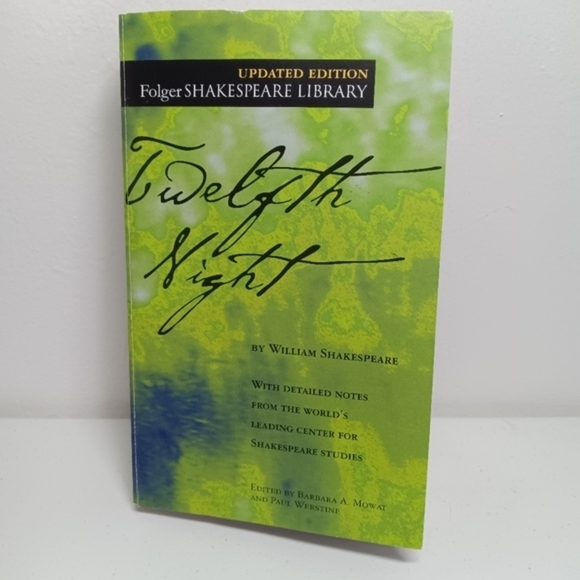 UPDATED EDITION
Folger SHAKESPEARE LIBRARY
Twelfth
Night
BY WILLIAM SHAKESPEARE
WITH DETAILED NOTES
FROM THE WORLD'S
LEADING CENTER FOR
SHAKESPEARE STUDIES
EDITED BY BARBARA A. MOWAT
AND PAUL WERSTINE